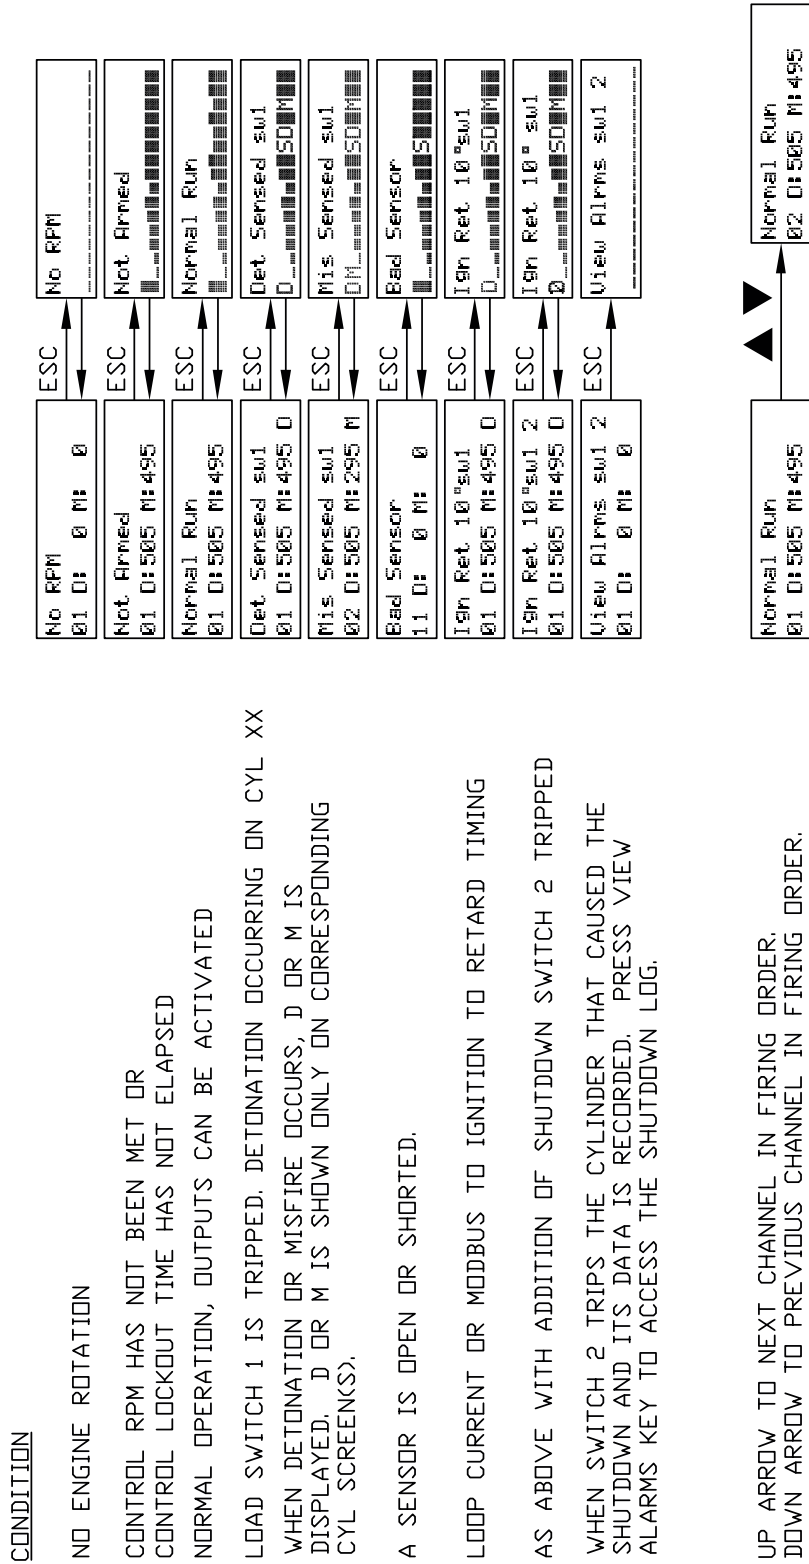 CONDITION
NO ENGINE ROTATION
No RPM
01 D:  0 M:  0
ESC
No RPM
CONTROL RPM HAS NOT BEEN MET OR
CONTROL LOCKOUT TIME HAS NOT ELAPSED
Not Armed
01 D:505 M:495
ESC
Not Armed
NORMAL OPERATION, OUTPUTS CAN BE ACTIVATED
Normal Run
01 D:505 M:495
ESC
Normal Run
LOAD SWITCH 1 IS TRIPPED. DETONATION OCCURRING ON CYL XX
Det Sensed sw1
01 D:505 M:495 D
ESC
Det Sensed sw1
D SD M
WHEN DETONATION OR MISFIRE OCCURS, D OR M IS
DISPLAYED.  D OR M IS SHOWN ONLY ON CORRESPONDING
CYL SCREEN(S).
Mis Sensed sw1
02 D:505 M:295 M
ESC
Mis Sensed sw1
DM SD M
A SENSOR IS OPEN OR SHORTED.
Bad Sensor
11 D:  0 M:  0
ESC
Bad Sensor
S
LOOP CURRENT OR MODBUS TO IGNITION TO RETARD TIMING
Ign Ret 10°sw1
01 D:505 M:495 D
ESC
Ign Ret 10°sw1
D SD M
AS ABOVE WITH ADDITION OF SHUTDOWN SWITCH 2 TRIPPED
Ign Ret 10°sw1 2
01 D:505 M:495 D
ESC
Ign Ret 10° sw1
SD M
WHEN SWITCH 2 TRIPS THE CYLINDER THAT CAUSED THE
SHUTDOWN AND ITS DATA IS RECORDED.  PRESS VIEW
ALARMS KEY TO ACCESS THE SHUTDOWN LOG.
View Alrms sw1 2
01 D:  0 M:  0
ESC
View Alrms sw1 2
UP ARROW TO NEXT CHANNEL IN FIRING ORDER.
DOWN ARROW TO PREVIOUS CHANNEL IN FIRING ORDER.
Normal Run
01 D:505 M:495
Normal Run
02 D:505 M:495